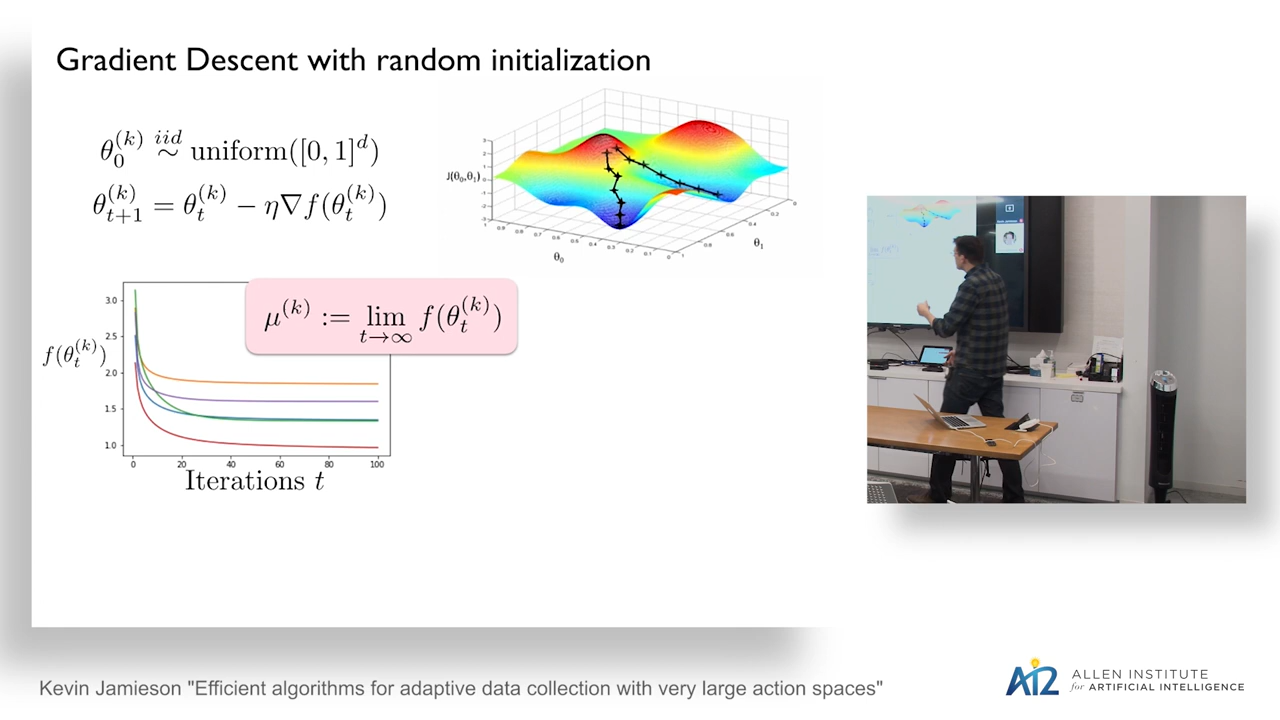 Gradient Descent with random initialization
θ_0^(k) iid ~ uniform([0, 1]^d)
θ_{t+1}^(k) = θ_t^(k) − η∇f(θ_t^(k))
J(θ₀,θ₁)
θ₀
θ₁
μ^(k) := lim_{t→∞} f(θ_t^(k))
f(θ_t^(k))
3.0
2.5
2.0
1.5
1.0
0 20 40 60 80 100
Iterations t
Kevin Jamieson "Efficient algorithms for adaptive data collection with very large action spaces"
AI2
ALLEN INSTITUTE
for ARTIFICIAL INTELLIGENCE